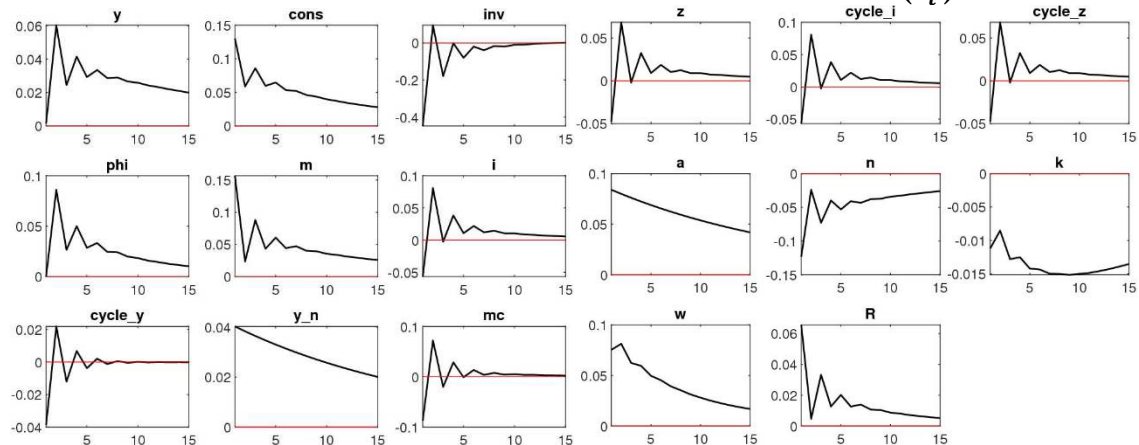 y cons inv z cycle_i cycle_z
0.06 0.15 0 0.05 0.1 0.05
0.04 0.1 -0.2 0 0.05 0
0.02 0.05 -0.4 -0.05 0 -0.05
0 0 -0.05
5 10 15 5 10 15 5 10 15 5 10 15 5 10 15 5 10 15
phi m i a n k
0.1 0.15 0.05 0.1 0 0
0.05 0.1 0 0.05 -0.05 -0.005
0 0.05 -0.05 0 -0.1 -0.01
0 -0.15 -0.015
5 10 15 5 10 15 5 10 15 5 10 15 5 10 15 5 10 15
cycle_y y_n mc w R
0.02 0.04 0.1 0.1 0.06
0 0.02 0 0.05 0.04
-0.02 0 -0.1 0 0.02
-0.04 0
5 10 15 5 10 15 5 10 15 5 10 15 5 10 15